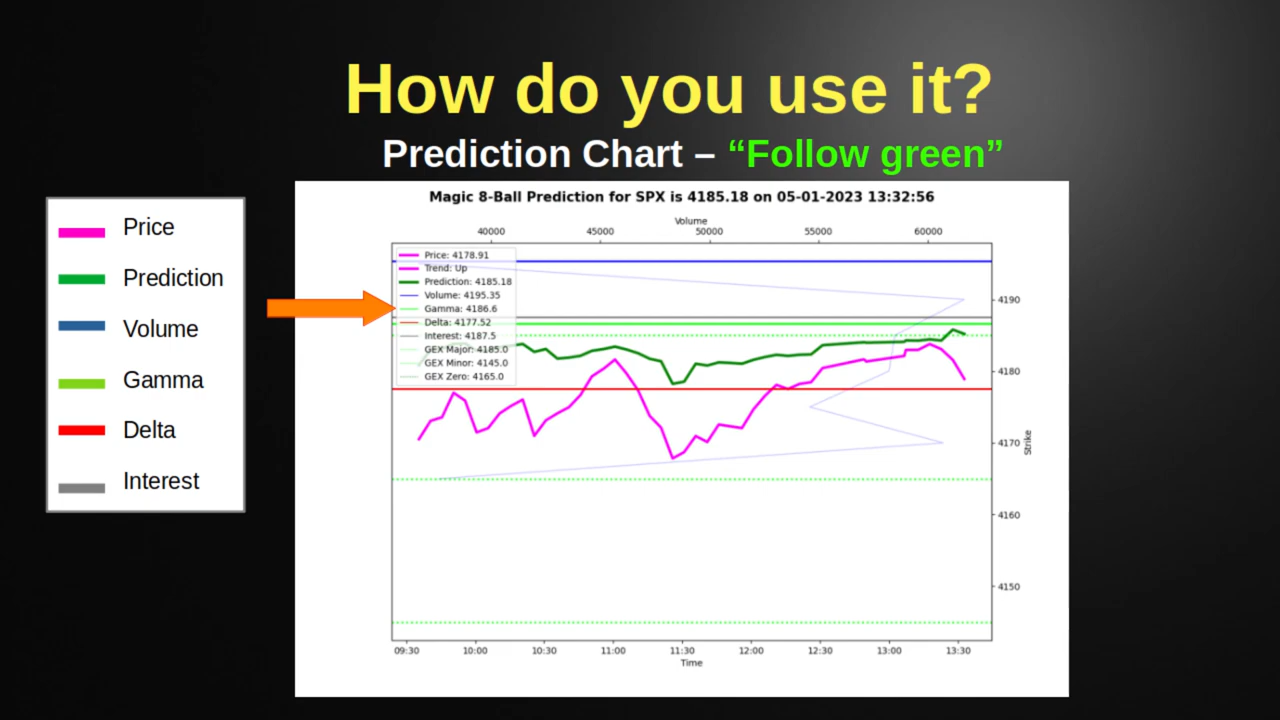 How do you use it?
Prediction Chart – “Follow green”
Price
Prediction
Volume
Gamma
Delta
Interest
Magic 8-Ball Prediction for SPX is 4185.18 on 05-01-2023 13:32:56
Volume
40000 45000 50000 55000 60000
Price: 4178.91
Trend: Up
Prediction: 4185.18
Volume: 4195.35
Gamma: 4186.6
Delta: 4177.52
Interest: 4187.5
GEX Major: 4185.0
GEX Minor: 4145.0
GEX Zero: 4165.0
4190
4180
4170
4160
4150
Strike
09:30 10:00 10:30 11:00 11:30 12:00 12:30 13:00 13:30
Time